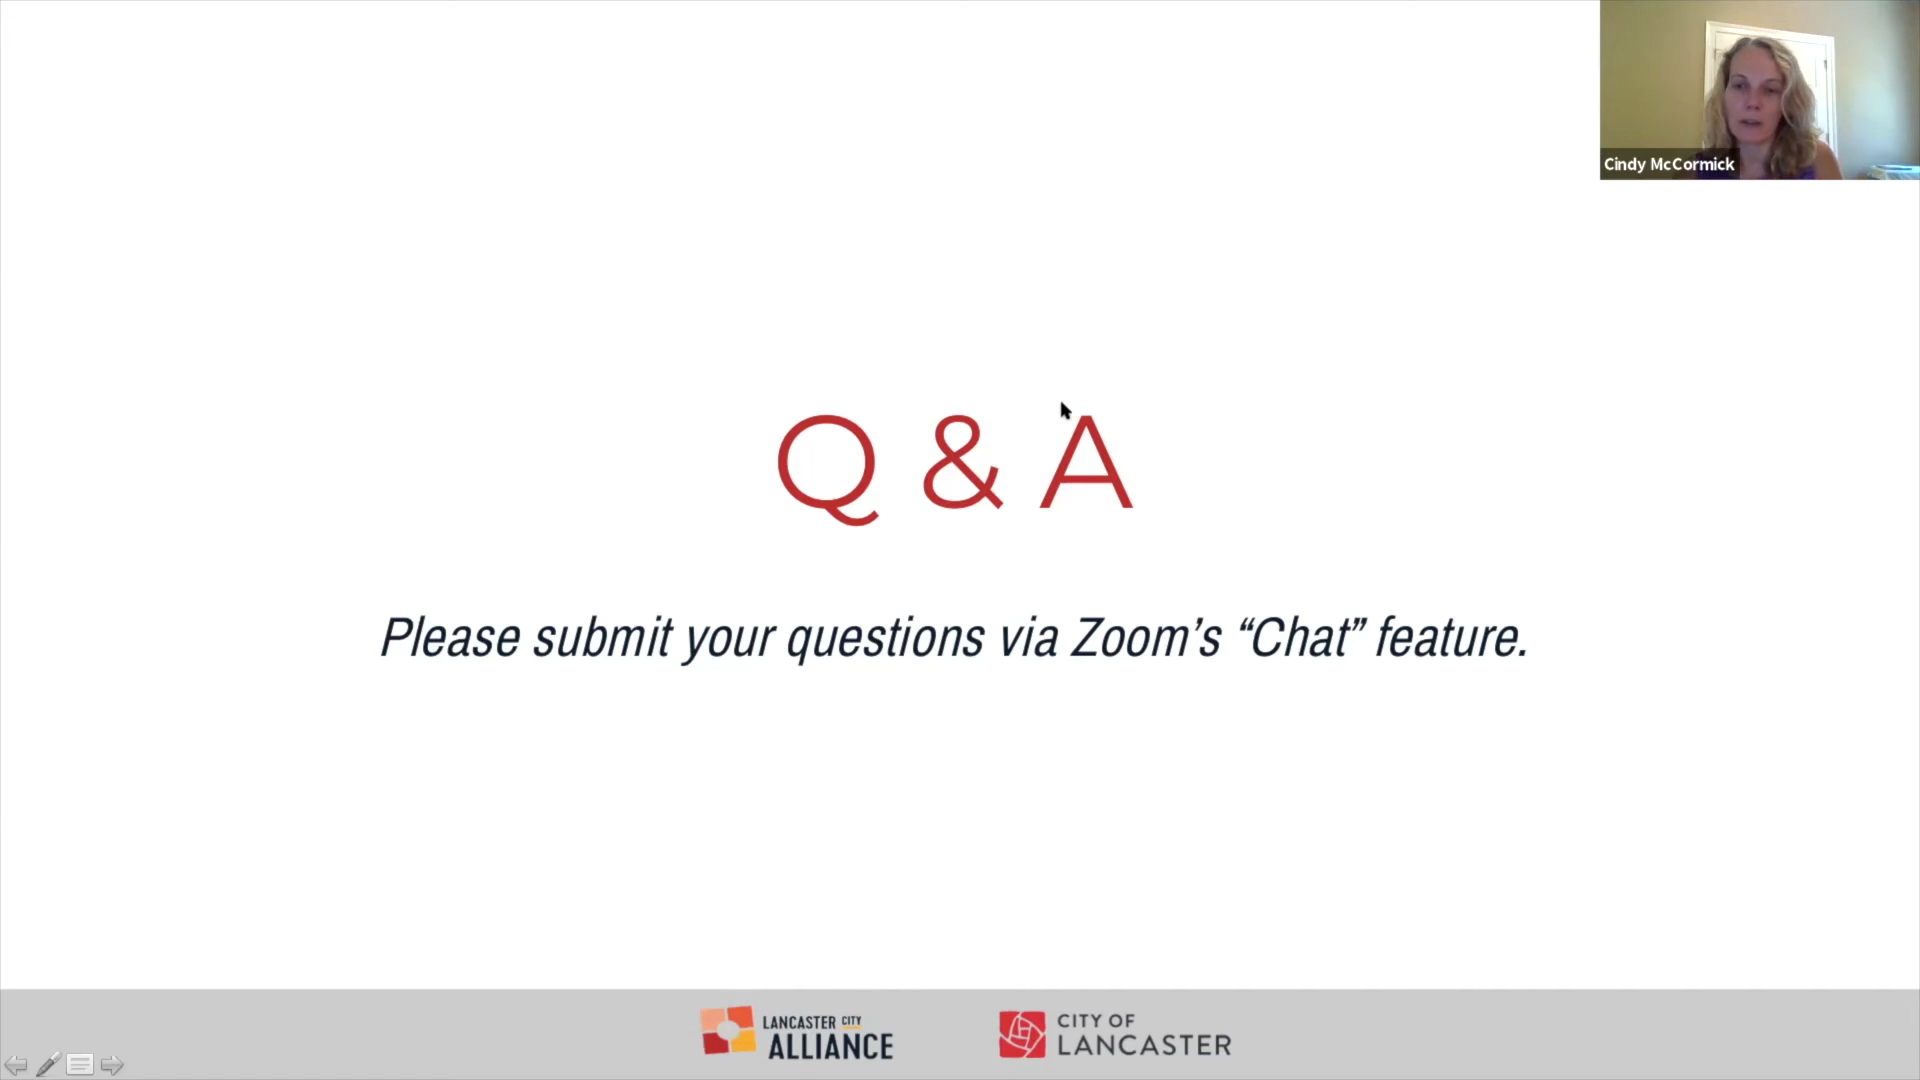 Cindy McCormick
Q & A
Please submit your questions via Zoom’s “Chat” feature.
LANCASTER CITY
ALLIANCE
CITY OF
LANCASTER